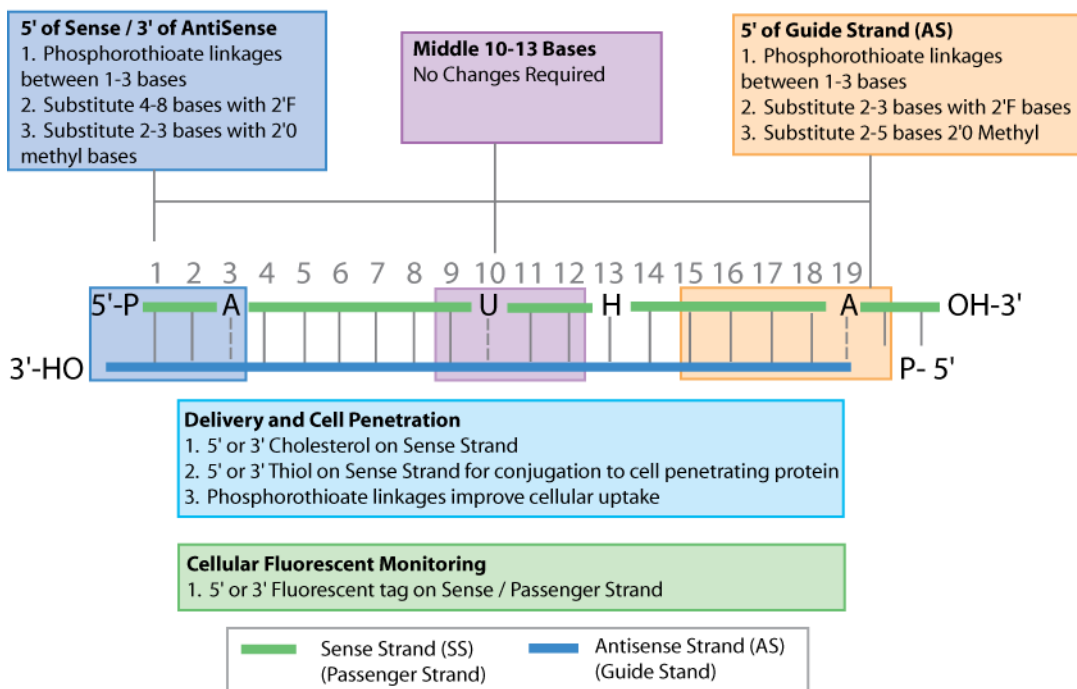 5' of Sense / 3' of AntiSense
1. Phosphorothioate linkages
between 1-3 bases
2. Substitute 4-8 bases with 2'F
3. Substitute 2-3 bases with 2'0
methyl bases
Middle 10-13 Bases
No Changes Required
5' of Guide Strand (AS)
1. Phosphorothioate linkages
between 1-3 bases
2. Substitute 2-3 bases with 2'F bases
3. Substitute 2-5 bases 2'0 Methyl
1 2 3 4 5 6 7 8 9 10 11 12 13 14 15 16 17 18 19
5'-P A U H A OH-3'
3'-HO P- 5'
Delivery and Cell Penetration
1. 5' or 3' Cholesterol on Sense Strand
2. 5' or 3' Thiol on Sense Strand for conjugation to cell penetrating protein
3. Phosphorothioate linkages improve cellular uptake
Cellular Fluorescent Monitoring
1. 5' or 3' Fluorescent tag on Sense / Passenger Strand
Sense Strand (SS)
(Passenger Strand)
Antisense Strand (AS)
(Guide Stand)